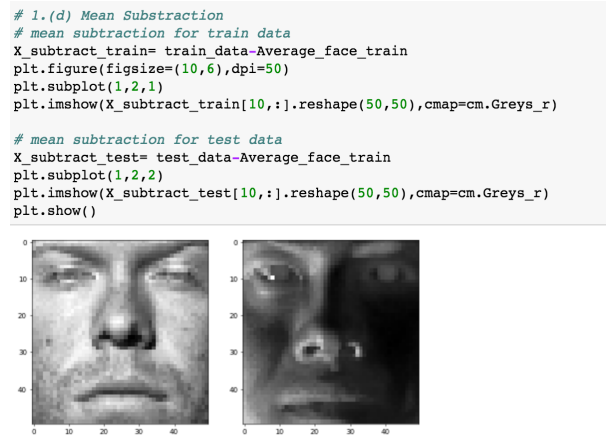 # 1.(d) Mean Substraction
# mean subtraction for train data
X_subtract_train= train_data-Average_face_train
plt.figure(figsize=(10,6),dpi=50)
plt.subplot(1,2,1)
plt.imshow(X_subtract_train[10,:].reshape(50,50),cmap=cm.Greys_r)
# mean subtraction for test data
X_subtract_test= test_data-Average_face_train
plt.subplot(1,2,2)
plt.imshow(X_subtract_test[10,:].reshape(50,50),cmap=cm.Greys_r)
plt.show()
0
10
20
30
40
0 10 20 30 40
0
10
20
30
40
0 10 20 30 40